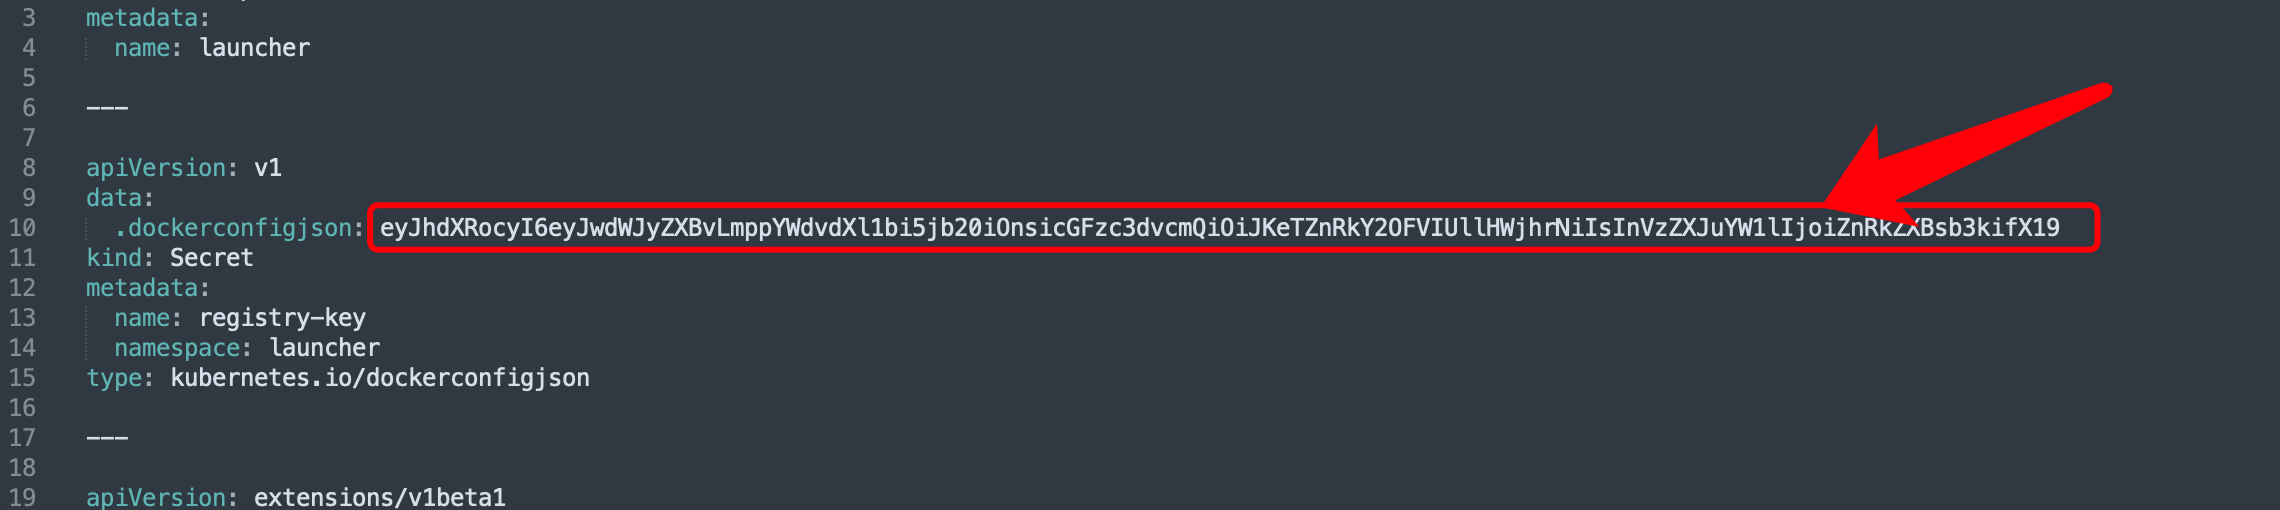 3 metadata:
4 name: launcher
5
6 ---
7
8 apiVersion: v1
9 data:
10 .dockerconfigjson: eyJhdXRocyI6eyJwdWJyZXBvLmppYWdvdXl1bi5jb20iOnsicGFzc3dvcmQiOiJKeTZnRkY2OFVIUllHWjhrNiIsInVzZXJuYW1lIjoiZnRkZXBsb3kifX19
11 kind: Secret
12 metadata:
13 name: registry-key
14 namespace: launcher
15 type: kubernetes.io/dockerconfigjson
16
17 ---
18
19 apiVersion: extensions/v1beta1